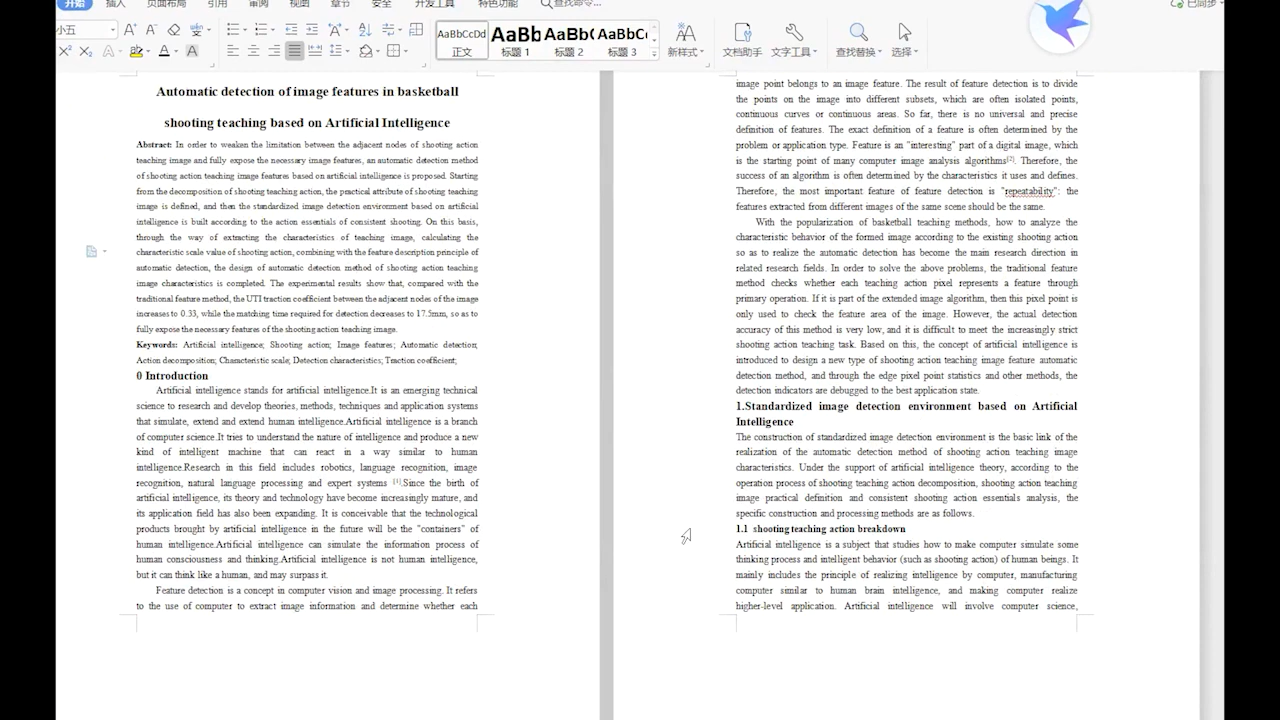 开始 插入 页面布局 引用 审阅 视图 章节 安全 开发工具 特色功能 查找命令... 已同步
小五
AaBbCcDd AaBb AaBb( AaBbC(
正文 标题 1 标题 2 标题 3 新样式 文档助手 文字工具 查找替换 选择
Automatic detection of image features in basketball
shooting teaching based on Artificial Intelligence
Abstract: In order to weaken the limitation between the adjacent nodes of shooting action
teaching image and fully expose the necessary image features, an automatic detection method
of shooting action teaching image features based on artificial intelligence is proposed. Starting
from the decomposition of shooting teaching action, the practical attribute of shooting teaching
image is defined, and then the standardized image detection environment based on artificial
intelligence is built according to the action essentials of consistent shooting. On this basis,
through the way of extracting the characteristics of teaching image, calculating the
characteristic scale value of shooting action, combining with the feature description principle of
automatic detection, the design of automatic detection method of shooting action teaching
image characteristics is completed. The experimental results show that, compared with the
traditional feature method, the UTI traction coefficient between the adjacent nodes of the image
increases to 0.33, while the matching time required for detection decreases to 17.5mm, so as to
fully expose the necessary features of the shooting action teaching image.
Keywords: Artificial intelligence; Shooting action; Image features; Automatic detection;
Action decomposition; Characteristic scale; Detection characteristics; Traction coefficient;
0 Introduction
Artificial intelligence stands for artificial intelligence.It is an emerging technical
science to research and develop theories, methods, techniques and application systems
that simulate, extend and extend human intelligence.Artificial intelligence is a branch
of computer science.It tries to understand the nature of intelligence and produce a new
kind of intelligent machine that can react in a way similar to human
intelligence.Research in this field includes robotics, language recognition, image
recognition, natural language processing and expert systems [1].Since the birth of
artificial intelligence, its theory and technology have become increasingly mature, and
its application field has also been expanding. It is conceivable that the technological
products brought by artificial intelligence in the future will be the "containers" of
human intelligence.Artificial intelligence can simulate the information process of
human consciousness and thinking.Artificial intelligence is not human intelligence,
but it can think like a human, and may surpass it.
Feature detection is a concept in computer vision and image processing. It refers
to the use of computer to extract image information and determine whether each
image point belongs to an image feature. The result of feature detection is to divide
the points on the image into different subsets, which are often isolated points,
continuous curves or continuous areas. So far, there is no universal and precise
definition of features. The exact definition of a feature is often determined by the
problem or application type. Feature is an "interesting" part of a digital image, which
is the starting point of many computer image analysis algorithms[2]. Therefore, the
success of an algorithm is often determined by the characteristics it uses and defines.
Therefore, the most important feature of feature detection is "repeatability": the
features extracted from different images of the same scene should be the same.
With the popularization of basketball teaching methods, how to analyze the
characteristic behavior of the formed image according to the existing shooting action
so as to realize the automatic detection has become the main research direction in
related research fields. In order to solve the above problems, the traditional feature
method checks whether each teaching action pixel represents a feature through
primary operation. If it is part of the extended image algorithm, then this pixel point is
only used to check the feature area of the image. However, the actual detection
accuracy of this method is very low, and it is difficult to meet the increasingly strict
shooting action teaching task. Based on this, the concept of artificial intelligence is
introduced to design a new type of shooting action teaching image feature automatic
detection method, and through the edge pixel point statistics and other methods, the
detection indicators are debugged to the best application state.
1.Standardized image detection environment based on Artificial
Intelligence
The construction of standardized image detection environment is the basic link of the
realization of the automatic detection method of shooting action teaching image
characteristics. Under the support of artificial intelligence theory, according to the
operation process of shooting teaching action decomposition, shooting action teaching
image practical definition and consistent shooting action essentials analysis, the
specific construction and processing methods are as follows.
1.1 shooting teaching action breakdown
Artificial intelligence is a subject that studies how to make computer simulate some
thinking process and intelligent behavior (such as shooting action) of human beings. It
mainly includes the principle of realizing intelligence by computer, manufacturing
computer similar to human brain intelligence, and making computer realize
higher-level application. Artificial intelligence will involve computer science,